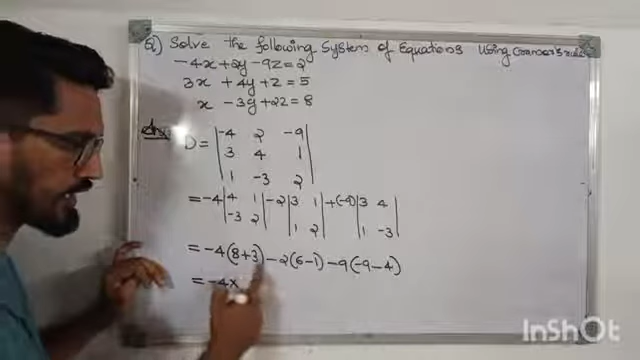 Q) Solve the following System of Equations using Cramer's rule.
-4x+2y-9z=2
3x +4y+z=5
x -3y+2z=8
Ans: D= |-4 2 -9|
|3 4 1|
|1 -3 2|
= -4 |4 1| -2 |3 1| +(-9) |3 4|
|-3 2| |1 2| |1 -3|
= -4(8+3) -2(6-1) -9(-9-4)
= -4x
InShOt